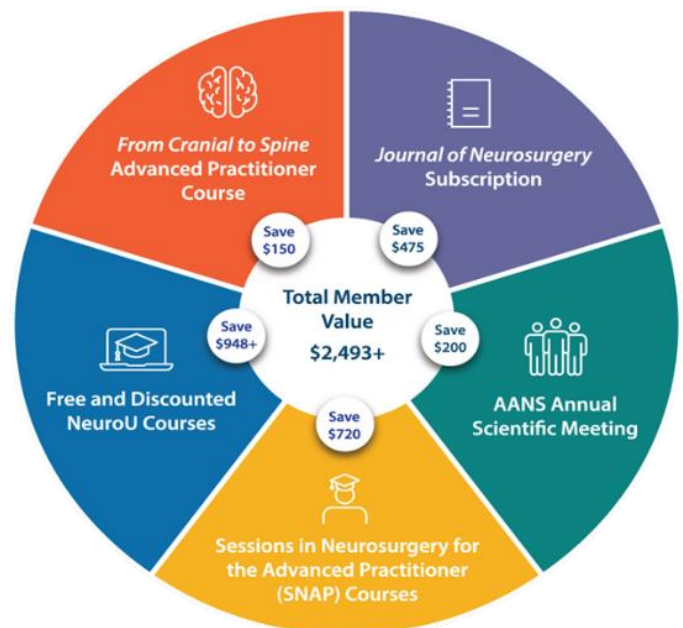 From Cranial to Spine
Advanced Practitioner
Course
Journal of Neurosurgery
Subscription
Save
$150
Save
$475
Total Member
Value
$2,493+
Save
$948+
Save
$200
Free and Discounted
NeuroU Courses
AANS Annual
Scientific Meeting
Save
$720
Sessions in Neurosurgery for
the Advanced Practitioner
(SNAP) Courses